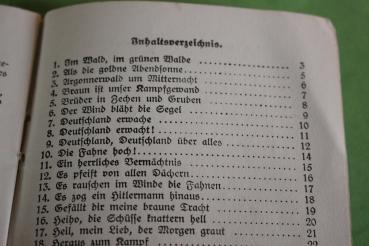 Inhaltsverzeichnis.
1. Im Wald, im grünen Walde 3
2. Als die goldne Abendsonne 5
3. Argonnerwald um Mitternacht 5
4. Braun ist unser Kampfgewand 6
5. Brüder in Zechen und Gruben 7
6. Der Wind bläht die Segel 8
7. Deutschland erwache 9
8. Deutschland erwacht! 10
9. Deutschland, Deutschland über alles 11
10. Die Fahne hoch! 12
11. Ein herrliches Vermächtnis 14
12. Es pfeift von allen Dächern 14
13. Es rauschen im Winde die Fahnen 15
14. Es zog ein Hitlermann hinaus 17
15. Gefällt dir meine braune Tracht 18
16. Heiho, die Schüsse knattern hell 19
17. Heil, mein Lieb, der Morgen graut 20
18. Heraus zum Kampf 21